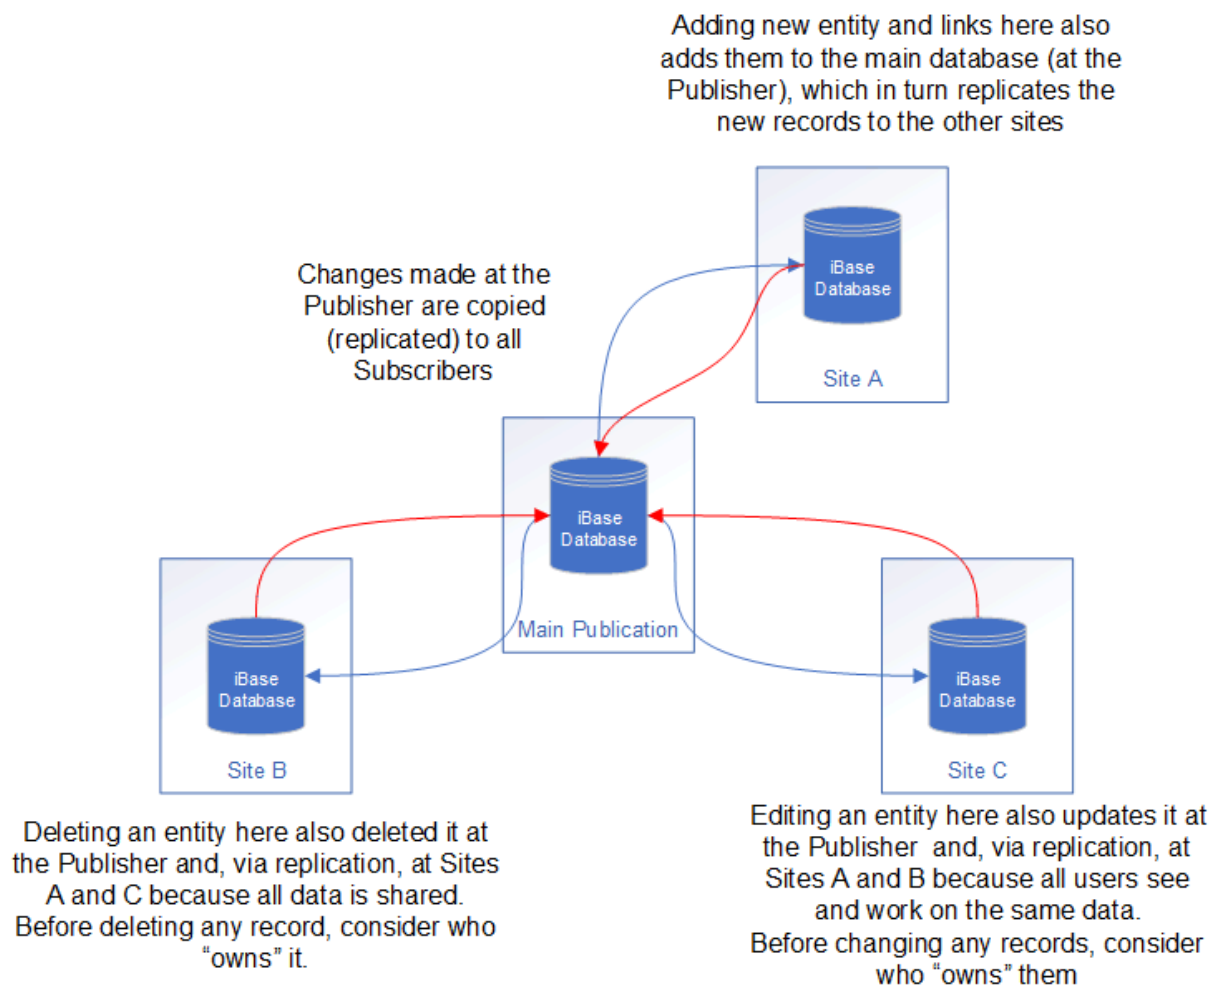 Adding new entity and links here also
adds them to the main database (at the
Publisher), which in turn replicates the
new records to the other sites
iBase
Database
Site A
Changes made at the
Publisher are copied
(replicated) to all
Subscribers
iBase
Database
Main Publication
iBase
Database
Site B
iBase
Database
Site C
Deleting an entity here also deleted it at
the Publisher and, via replication, at Sites
A and C because all data is shared.
Before deleting any record, consider who
“owns” it.
Editing an entity here also updates it at
the Publisher and, via replication, at
Sites A and B because all users see
and work on the same data.
Before changing any records, consider
who “owns” them